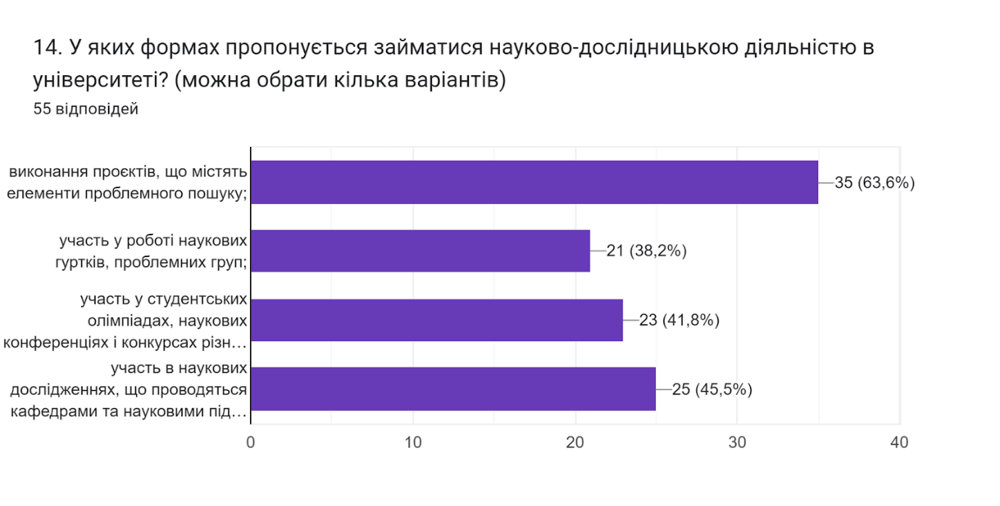 14. У яких формах пропонується займатися науково-дослідницькою діяльністю в
університеті? (можна обрати кілька варіантів)
55 відповідей
виконання проєктів, що містять
елементи проблемного пошуку;
35 (63,6%)
участь у роботі наукових
гуртків, проблемних груп;
21 (38,2%)
участь у студентських
олімпіадах, наукових
конференціях і конкурсах різн…
23 (41,8%)
участь в наукових
дослідженнях, що проводяться
кафедрами та науковими під…
25 (45,5%)
0 10 20 30 40